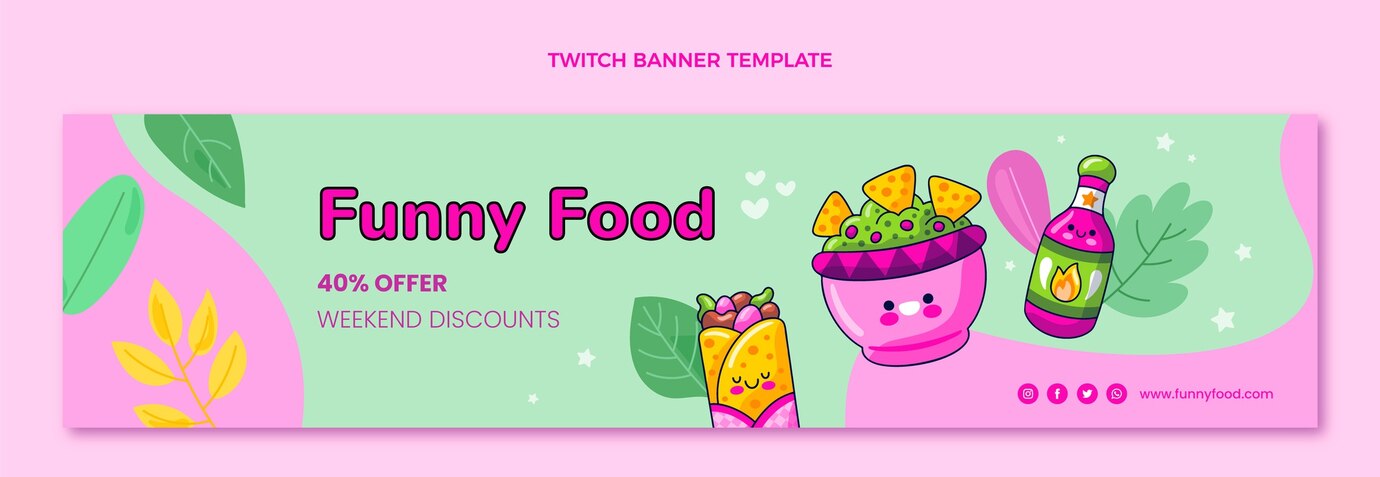 TWITCH BANNER TEMPLATE
Funny Food
40% OFFER
WEEKEND DISCOUNTS
www.funnyfood.com